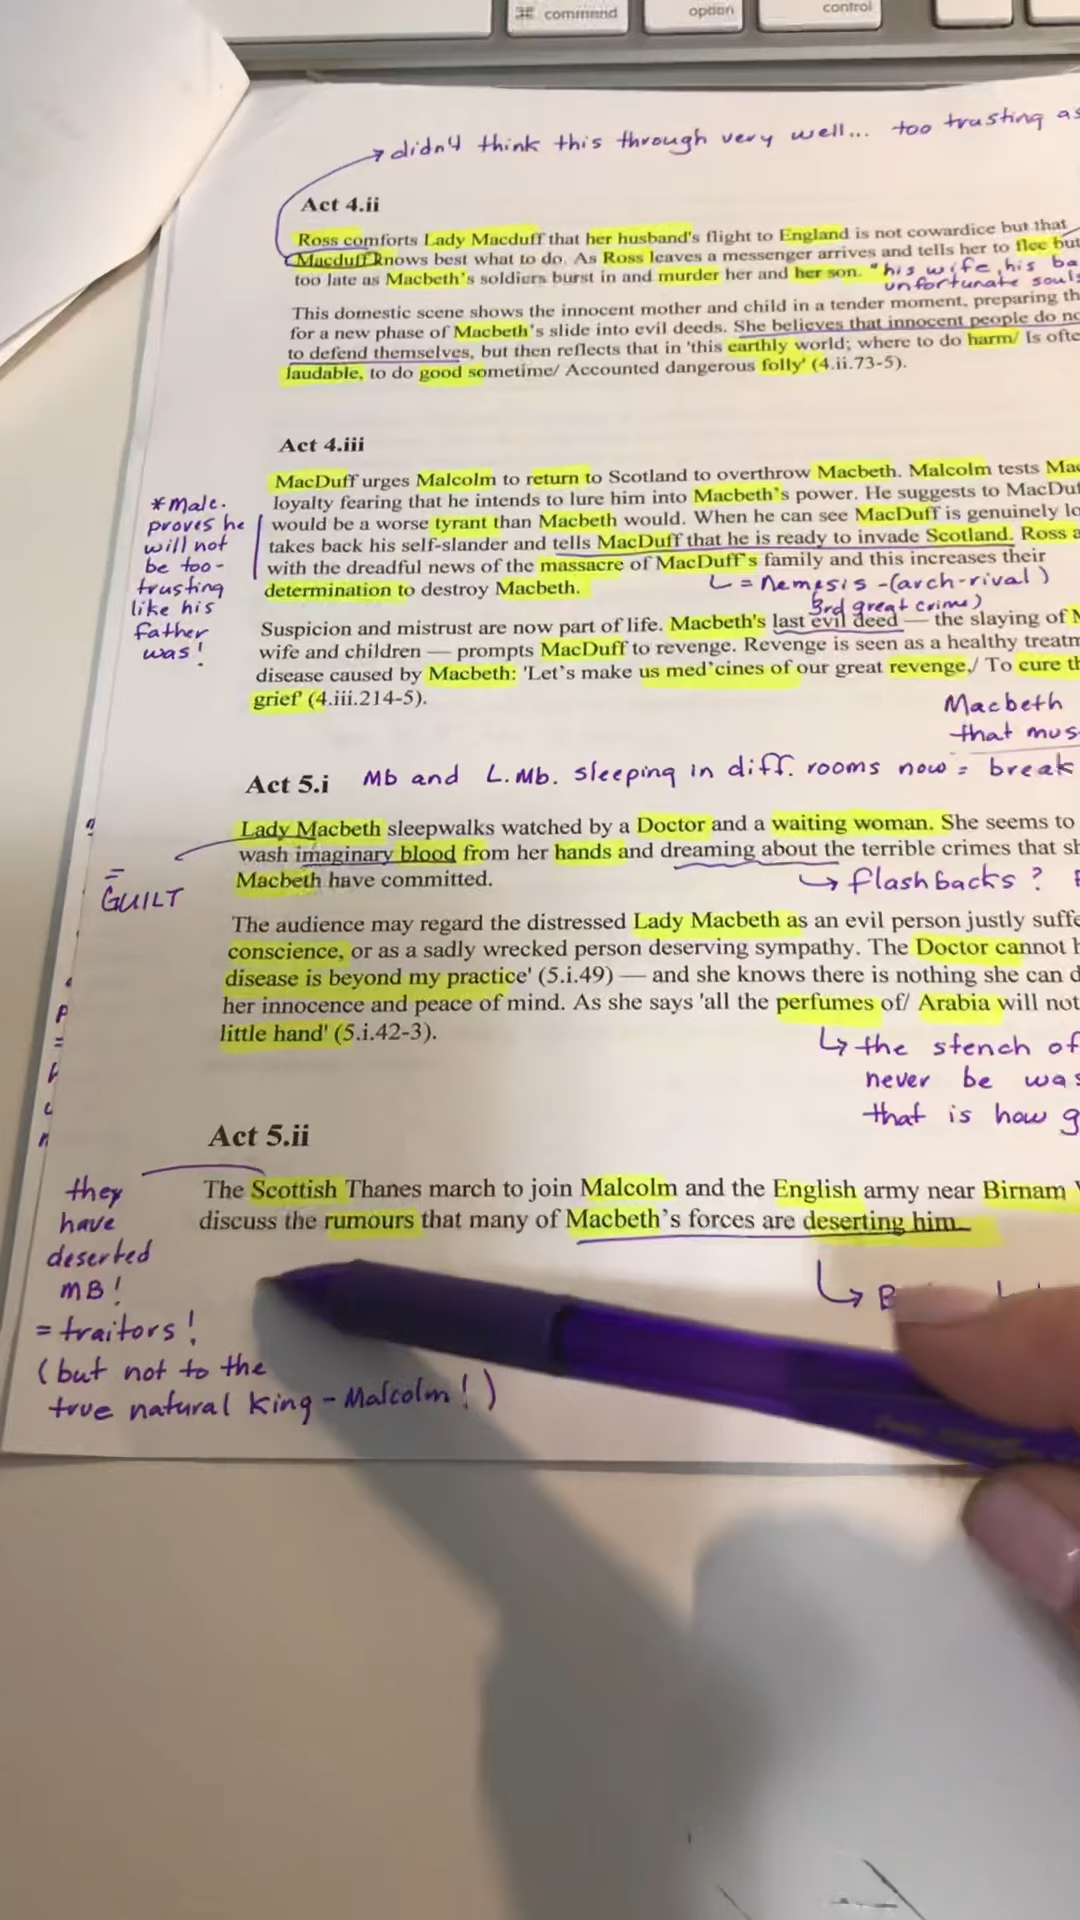 ⌘ command
option
control
didn't think this through very well... too trusting as
Act 4.ii
Ross comforts Lady Macduff that her husband's flight to England is not cowardice but that
Macduff knows best what to do. As Ross leaves a messenger arrives and tells her to flee but
too late as Macbeth's soldiers burst in and murder her and her son. "his wife, his ba
unfortunate souls
This domestic scene shows the innocent mother and child in a tender moment, preparing th
for a new phase of Macbeth's slide into evil deeds. She believes that innocent people do no
to defend themselves, but then reflects that in 'this earthly world; where to do harm/ Is ofte
laudable, to do good sometime/ Accounted dangerous folly' (4.ii.73-5).
Act 4.iii
MacDuff urges Malcolm to return to Scotland to overthrow Macbeth. Malcolm tests Mac
loyalty fearing that he intends to lure him into Macbeth's power. He suggests to MacDuf
would be a worse tyrant than Macbeth would. When he can see MacDuff is genuinely lo
takes back his self-slander and tells MacDuff that he is ready to invade Scotland. Ross a
with the dreadful news of the massacre of MacDuff's family and this increases their
determination to destroy Macbeth.
= nemesis - (arch-rival)
*Malc.
proves he
will not
be too-
trusting
like his
father
was!
3rd great crime)
Suspicion and mistrust are now part of life. Macbeth's last evil deed — the slaying of M
wife and children — prompts MacDuff to revenge. Revenge is seen as a healthy treatm
disease caused by Macbeth: 'Let's make us med'cines of our great revenge,/ To cure th
grief' (4.iii.214-5).
Macbeth
that mus
Act 5.i
Mb and L.Mb. sleeping in diff. rooms now = break
Lady Macbeth sleepwalks watched by a Doctor and a waiting woman. She seems to
wash imaginary blood from her hands and dreaming about the terrible crimes that sh
Macbeth have committed.
flashbacks?
=
GUILT
The audience may regard the distressed Lady Macbeth as an evil person justly suffe
conscience, or as a sadly wrecked person deserving sympathy. The Doctor cannot h
disease is beyond my practice' (5.i.49) — and she knows there is nothing she can d
her innocence and peace of mind. As she says 'all the perfumes of/ Arabia will not
little hand' (5.i.42-3).
the stench of
never be was
that is how g
Act 5.ii
The Scottish Thanes march to join Malcolm and the English army near Birnam
discuss the rumours that many of Macbeth's forces are deserting him.
they
have
deserted
MB!
= traitors!
(but not to the
true natural king - Malcolm!)